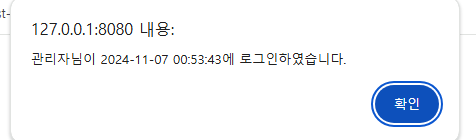 st-
127.0.0.1:8080 내용:
관리자님이 2024-11-07 00:53:43에 로그인하였습니다.
확인